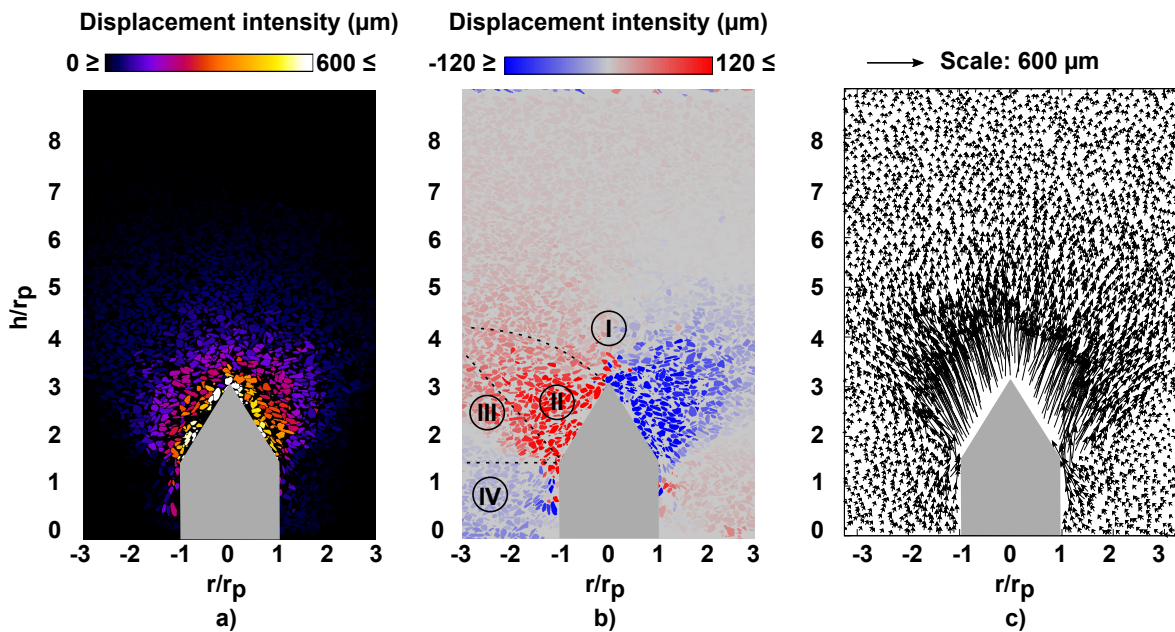 Displacement intensity (μm)
0 ≥ 600 ≤
Displacement intensity (μm)
-120 ≥ 120 ≤
Scale: 600 μm
h/rp
8
7
6
5
4
3
2
1
0
-3 -2 -1 0 1 2 3
r/rp
a)
8
7
6
5
4
3
2
1
0
I
II
III
IV
-3 -2 -1 0 1 2 3
r/rp
b)
8
7
6
5
4
3
2
1
0
-3 -2 -1 0 1 2 3
r/rp
c)